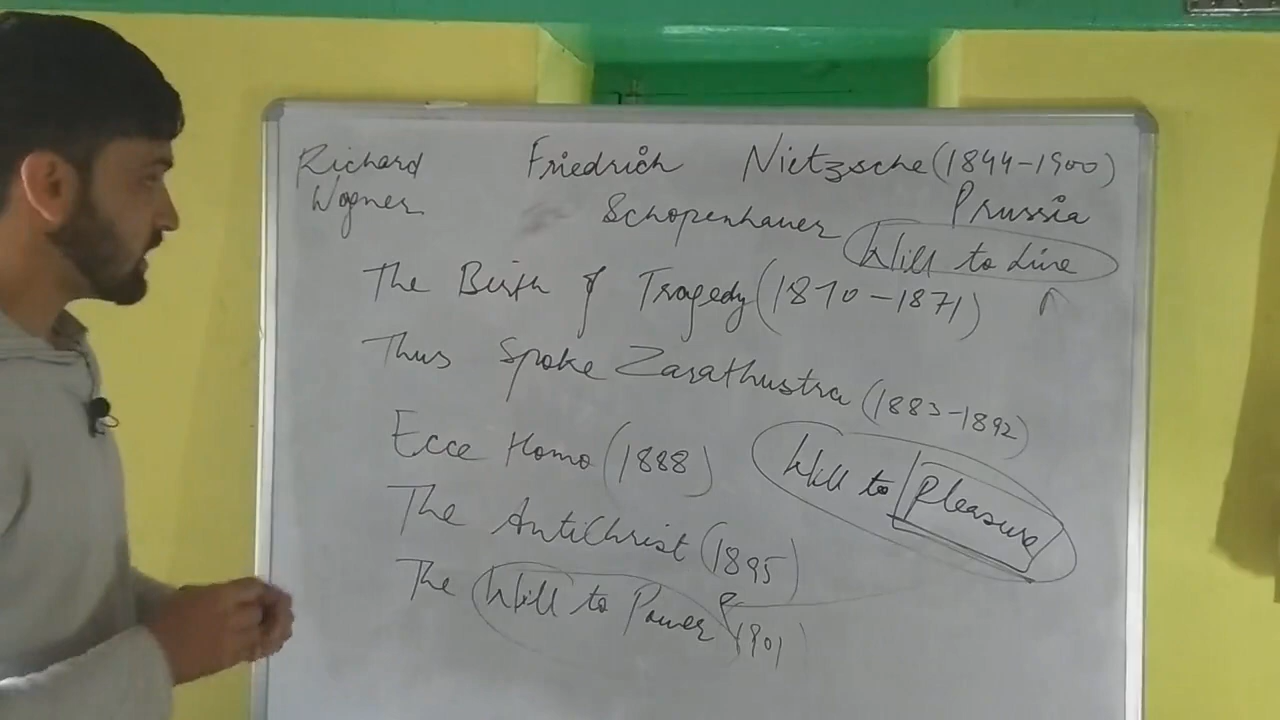 Richard Friedrich Nietzsche (1844-1900)
Wagner Schopenhauer Prussia
Will to Live
The Birth of Tragedy (1870-1871)
Thus Spoke Zarathustra (1883-1892)
Ecce Homo (1888) Will to Pleasure
The AntiChrist (1895)
The Will to Power 1901